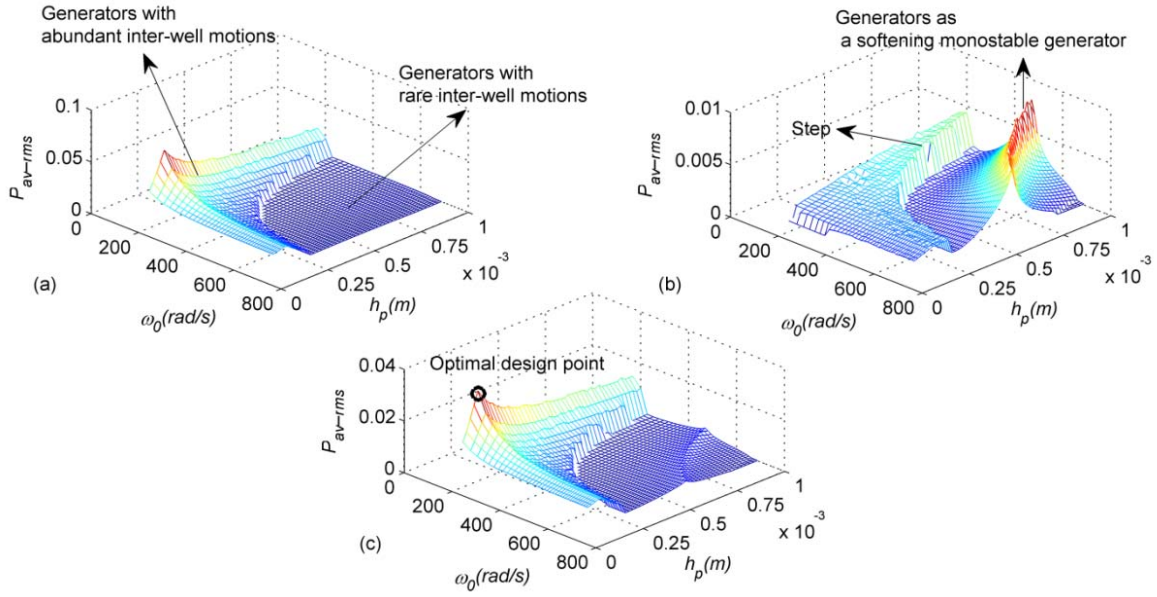 Generators with
abundant inter-well motions
Generators with
rare inter-well motions
0.1
0.05
0
P_av-rms
0
200
400
600
800
ω₀(rad/s)
0
0.25
0.5
0.75
1
x 10⁻³
h_p(m)
(a)
Generators as
a softening monostable generator
Step
0.01
0.005
0
P_av-rms
0
200
400
600
800
ω₀(rad/s)
0
0.25
0.5
0.75
1
x 10⁻³
h_p(m)
(b)
Optimal design point
0.04
0.02
0
P_av-rms
0
200
400
600
800
ω₀(rad/s)
0
0.25
0.5
0.75
1
x 10⁻³
h_p(m)
(c)